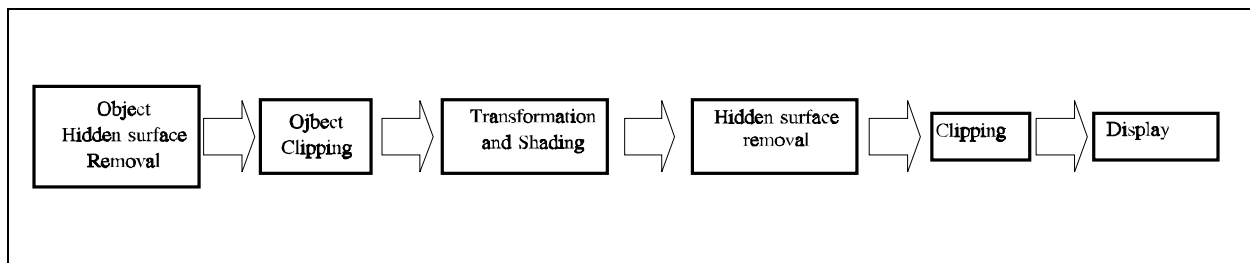 Object
Hidden surface
Removal
Ojbect
Clipping
Transformation
and Shading
Hidden surface
removal
Clipping
Display